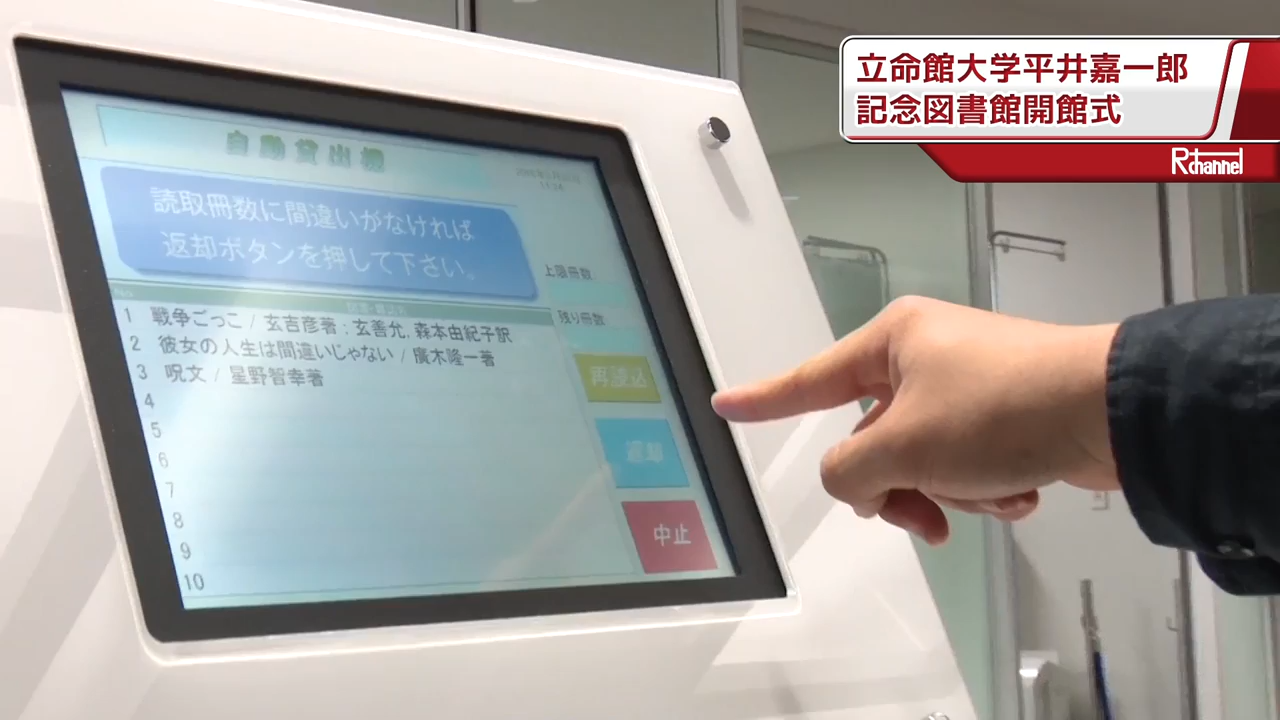 立命館大学平井嘉一郎
記念図書館開館式
Rchannel
自動貸出機
読取冊数に間違いがなければ
返却ボタンを押して下さい。
上限冊数
残り冊数
No
1 戦争ごっこ / 玄吉彦著 ; 玄善允, 森本由紀子訳
2 彼女の人生は間違いじゃない / 廣木隆一著
3 呪文 / 星野智幸著
4
5
6
7
8
9
10
再読込
返却
中止